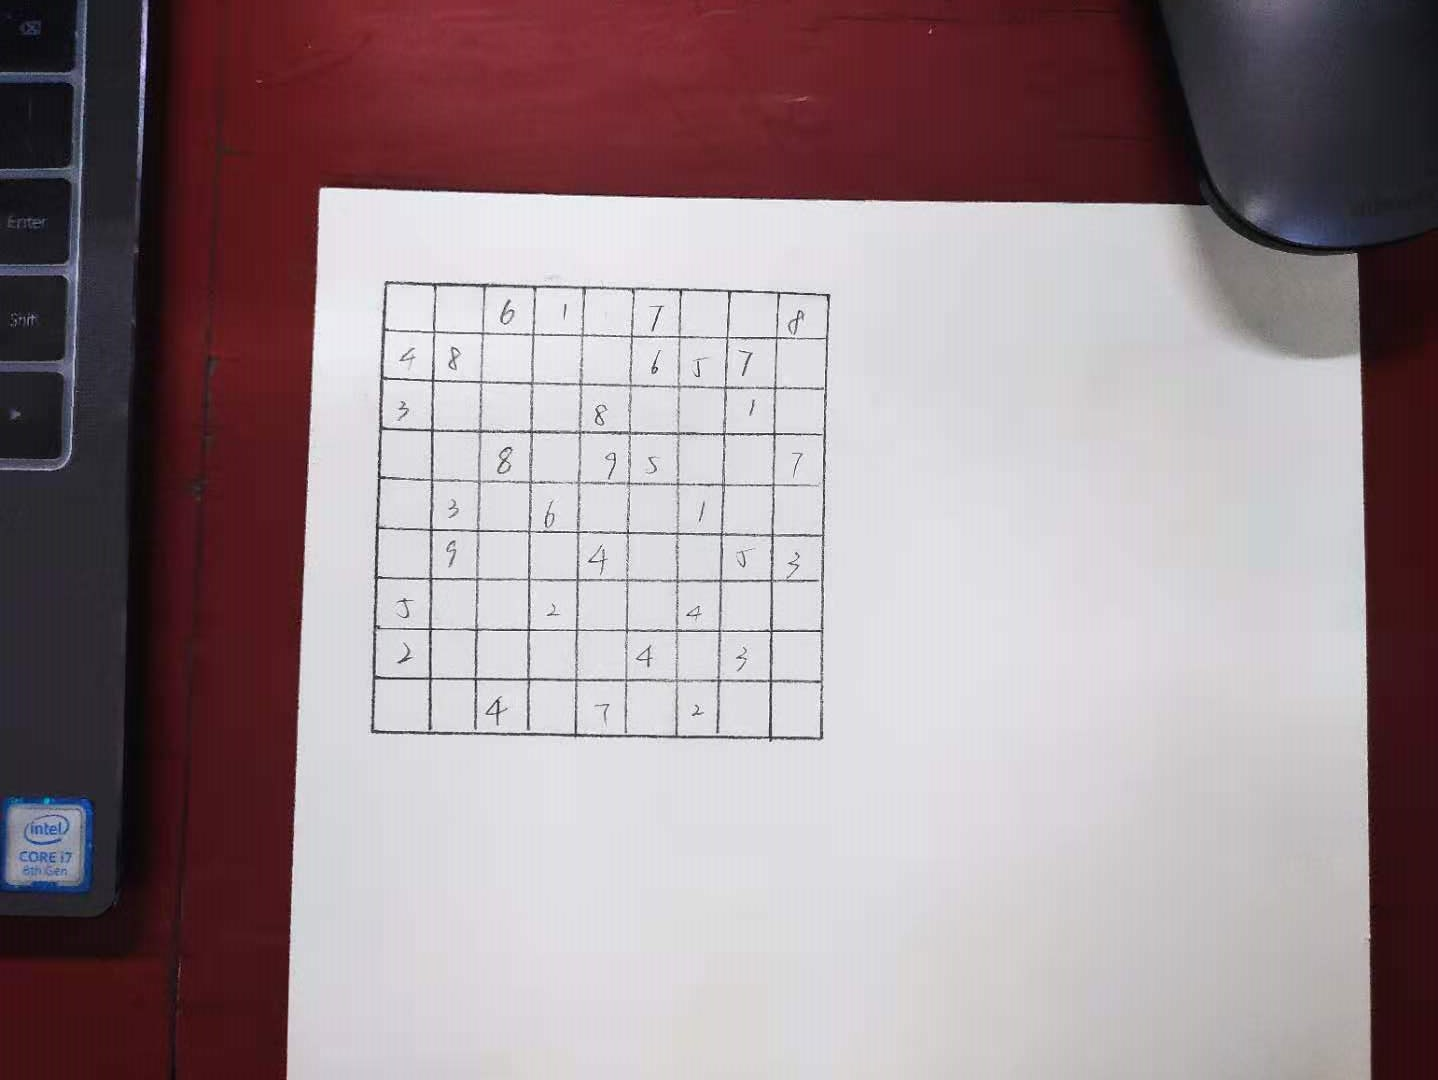 Enter
Shift
intel
CORE i7
8th Gen
6 1 7 8
4 8 6 5 7
3 8 1
8 9 5 7
3 6 1
9 4 5 3
5 2 4
2 4 3
4 7 2